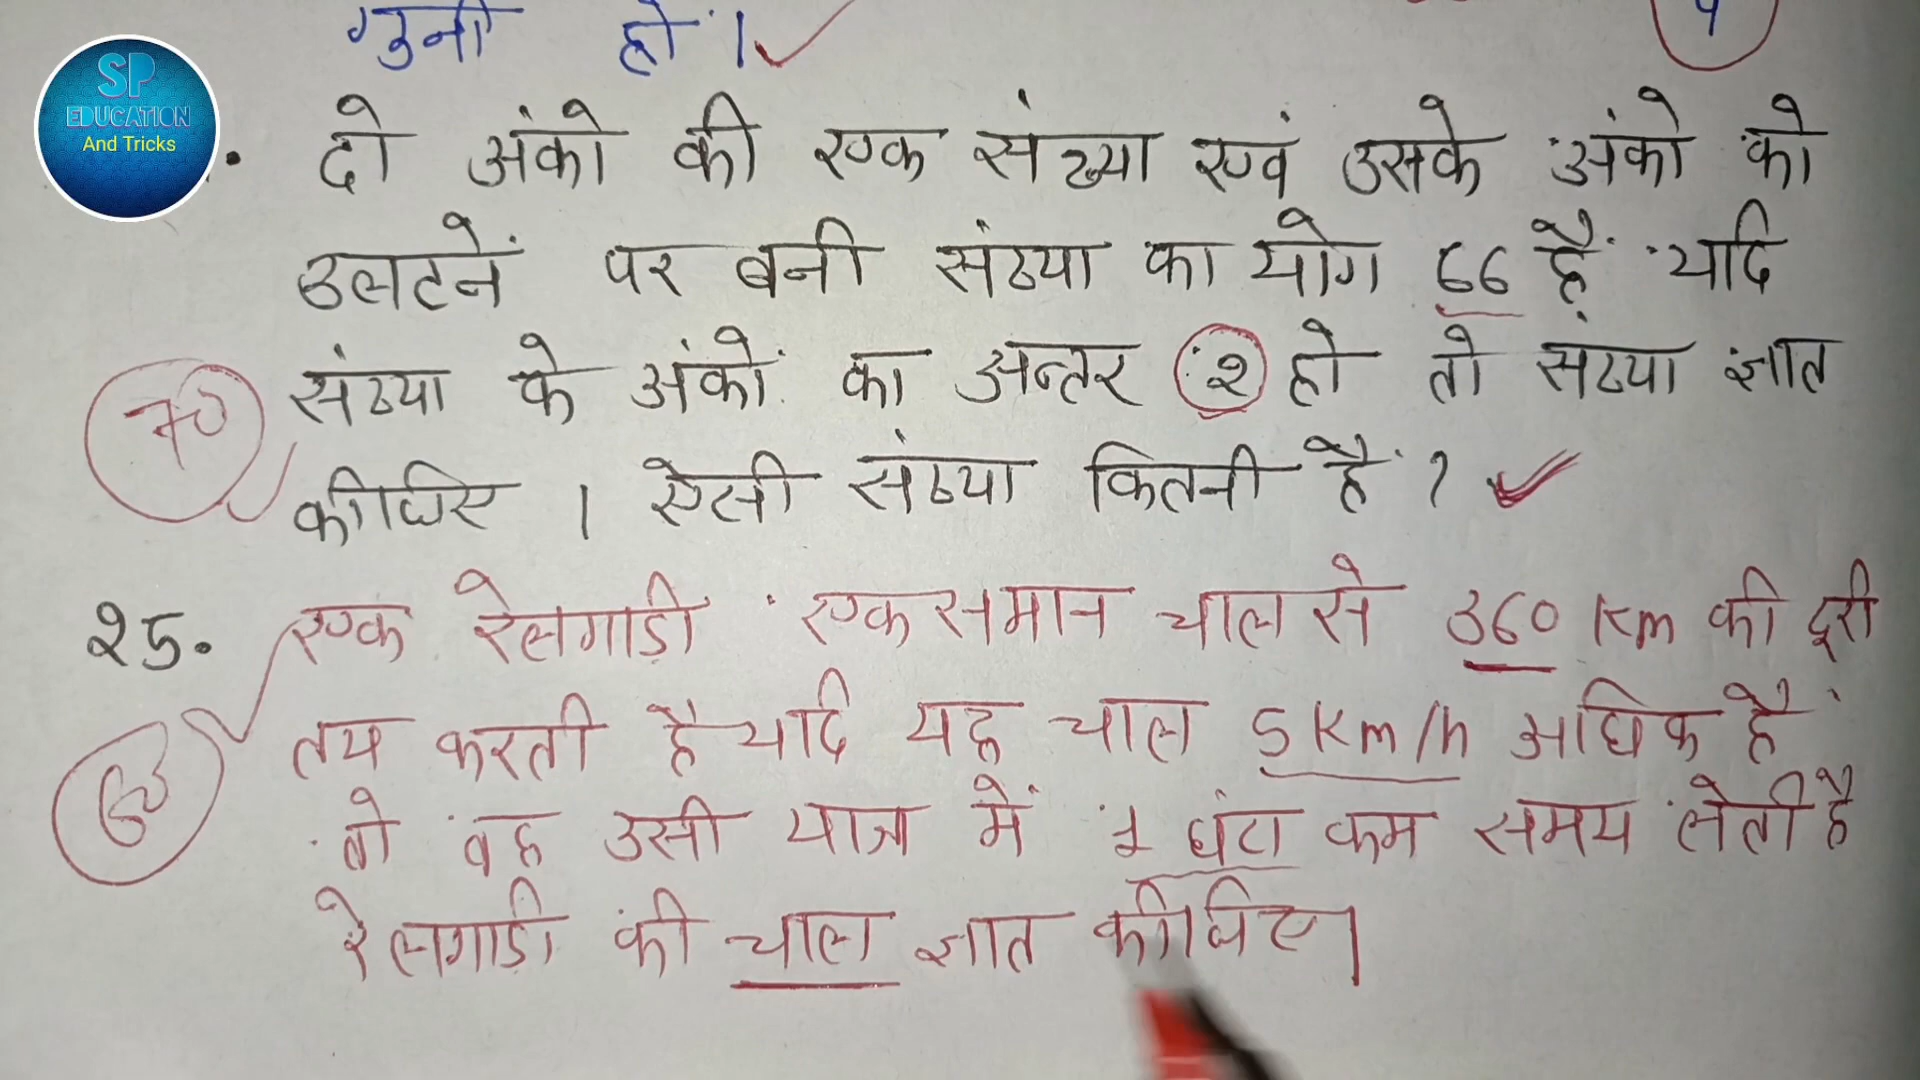 गुनी हो ।
4
SP
EDUCATION
And Tricks
. दो अंको की एक संख्या एवं उसके अंको को
उलटनें पर बनी संख्या का योग 66 है यदि
संख्या के अंको का अन्तर 2 हो तो संख्या ज्ञात
कीजिए । ऐसी संख्या कितनी है ?
25. एक रेलगाड़ी एक समान चाल से 360 Km की दूरी
तय करती है यदि यह चाल 5 Km/h अधिक है
तो वह उसी यात्रा में 1 घंटा कम समय लेती है
रेलगाड़ी की चाल ज्ञात कीजिए।